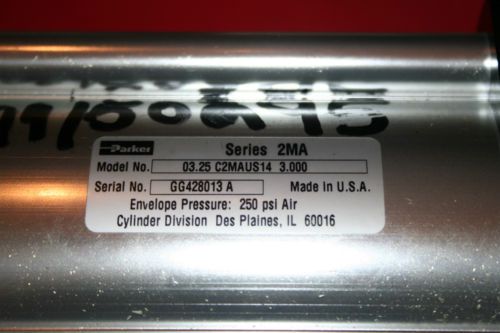 Parker Series 2MA
Model No. 03.25 C2MAUS14 3.000
Serial No. GG428013 A Made in U.S.A.
Envelope Pressure: 250 psi Air
Cylinder Division Des Plaines, IL 60016